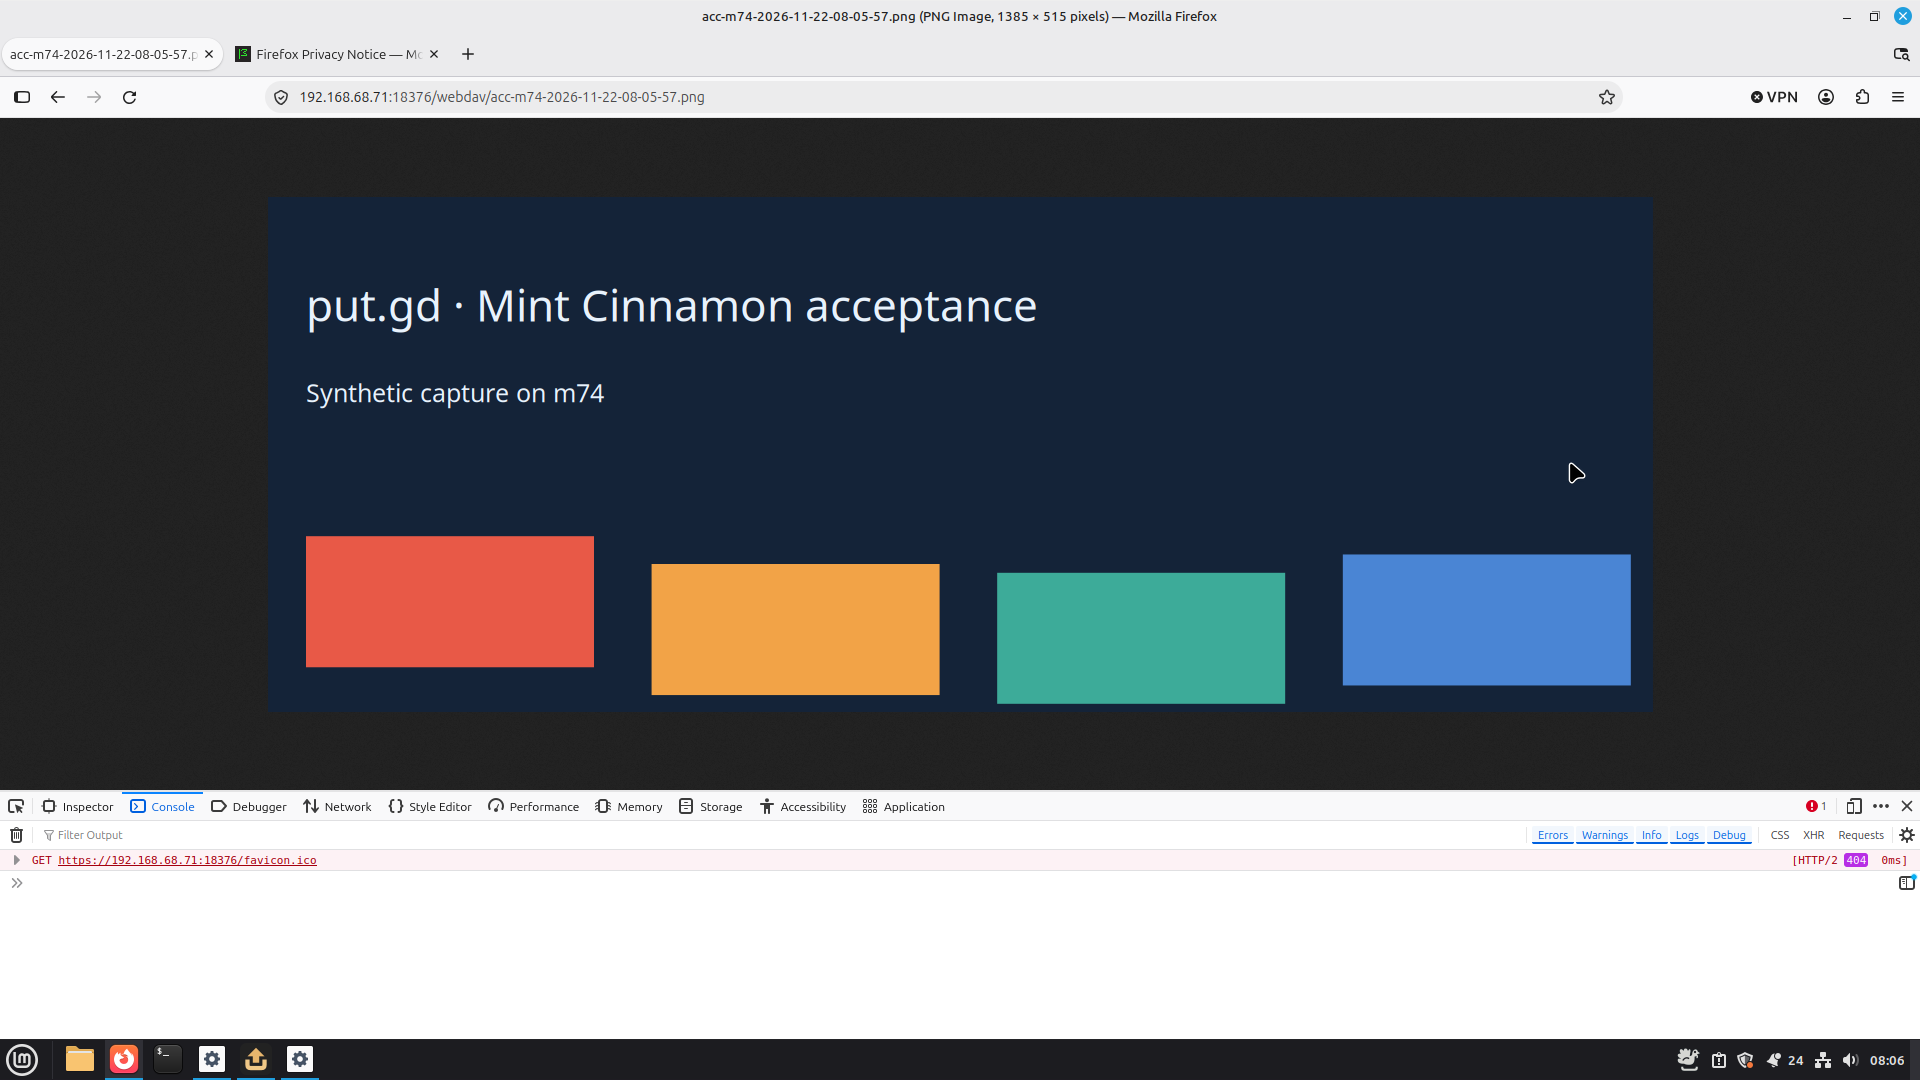 acc-m74-2026-11-22-08-05-57.png (PNG Image, 1385 × 515 pixels) — Mozilla Firefox
acc-m74-2026-11-22-08-05-57.p
Firefox Privacy Notice — Mo
192.168.68.71:18376/webdav/acc-m74-2026-11-22-08-05-57.png
VPN
put.gd · Mint Cinnamon acceptance
Synthetic capture on m74
Inspector Console Debugger Network Style Editor Performance Memory Storage Accessibility Application 1
Filter Output Errors Warnings Info Logs Debug CSS XHR Requests
GET https://192.168.68.71:18376/favicon.ico [HTTP/2 404 0ms]
24 08:06